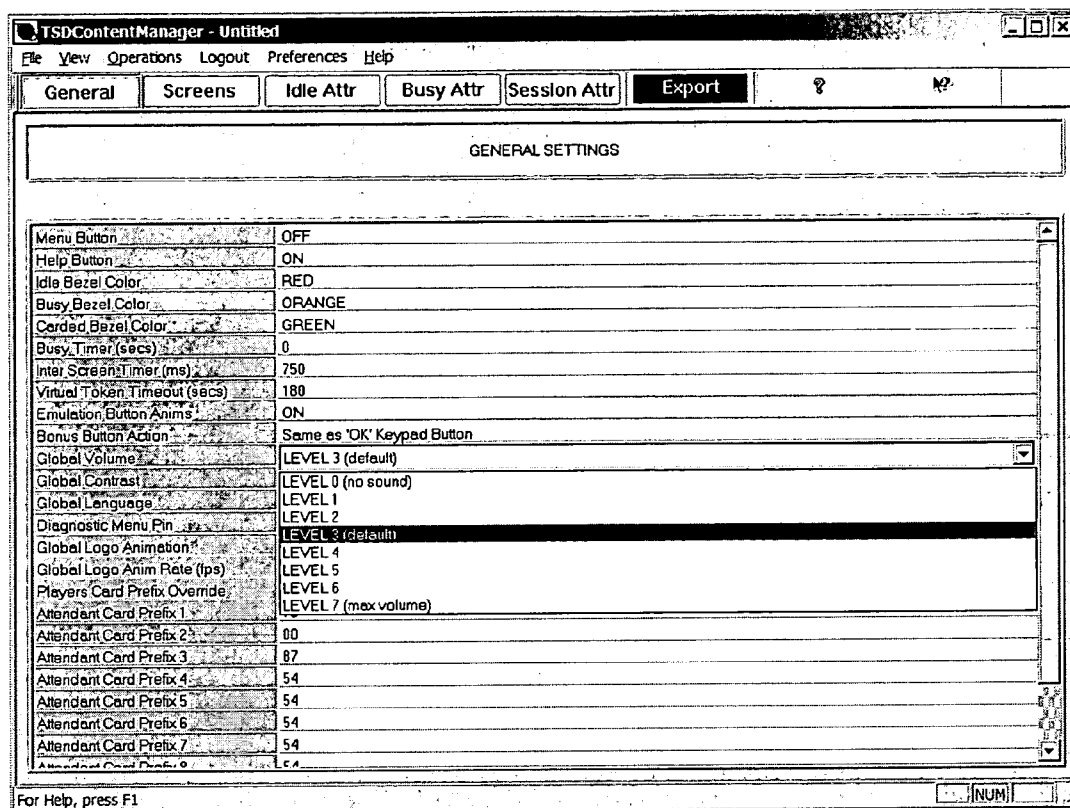 TSDContentManager - Untitled
File View Operations Logout Preferences Help
General Screens Idle Attr Busy Attr Session Attr Export ? ?
GENERAL SETTINGS
Menu Button OFF
Help Button ON
Idle Bezel Color RED
Busy Bezel Color ORANGE
Carded Bezel Color GREEN
Busy Timer (secs) 0
Inter Screen Timer (ms) 750
Virtual Token Timeout (secs) 180
Emulation Button Anims ON
Bonus Button Action Same as 'OK' Keypad Button
Global Volume LEVEL 3 (default)
Global Contrast LEVEL 0 (no sound)
Global Language LEVEL 1
LEVEL 2
Diagnostic Menu Pin LEVEL 3 (default)
Global Logo Animation LEVEL 4
Global Logo Anim Rate (fps) LEVEL 5
Players Card Prefix Override LEVEL 6
Attendant Card Prefix 1 LEVEL 7 (max volume)
Attendant Card Prefix 2 00
Attendant Card Prefix 3 87
Attendant Card Prefix 4 54
Attendant Card Prefix 5 54
Attendant Card Prefix 6 54
Attendant Card Prefix 7 54
Attendant Card Prefix 8 54
For Help, press F1 NUM